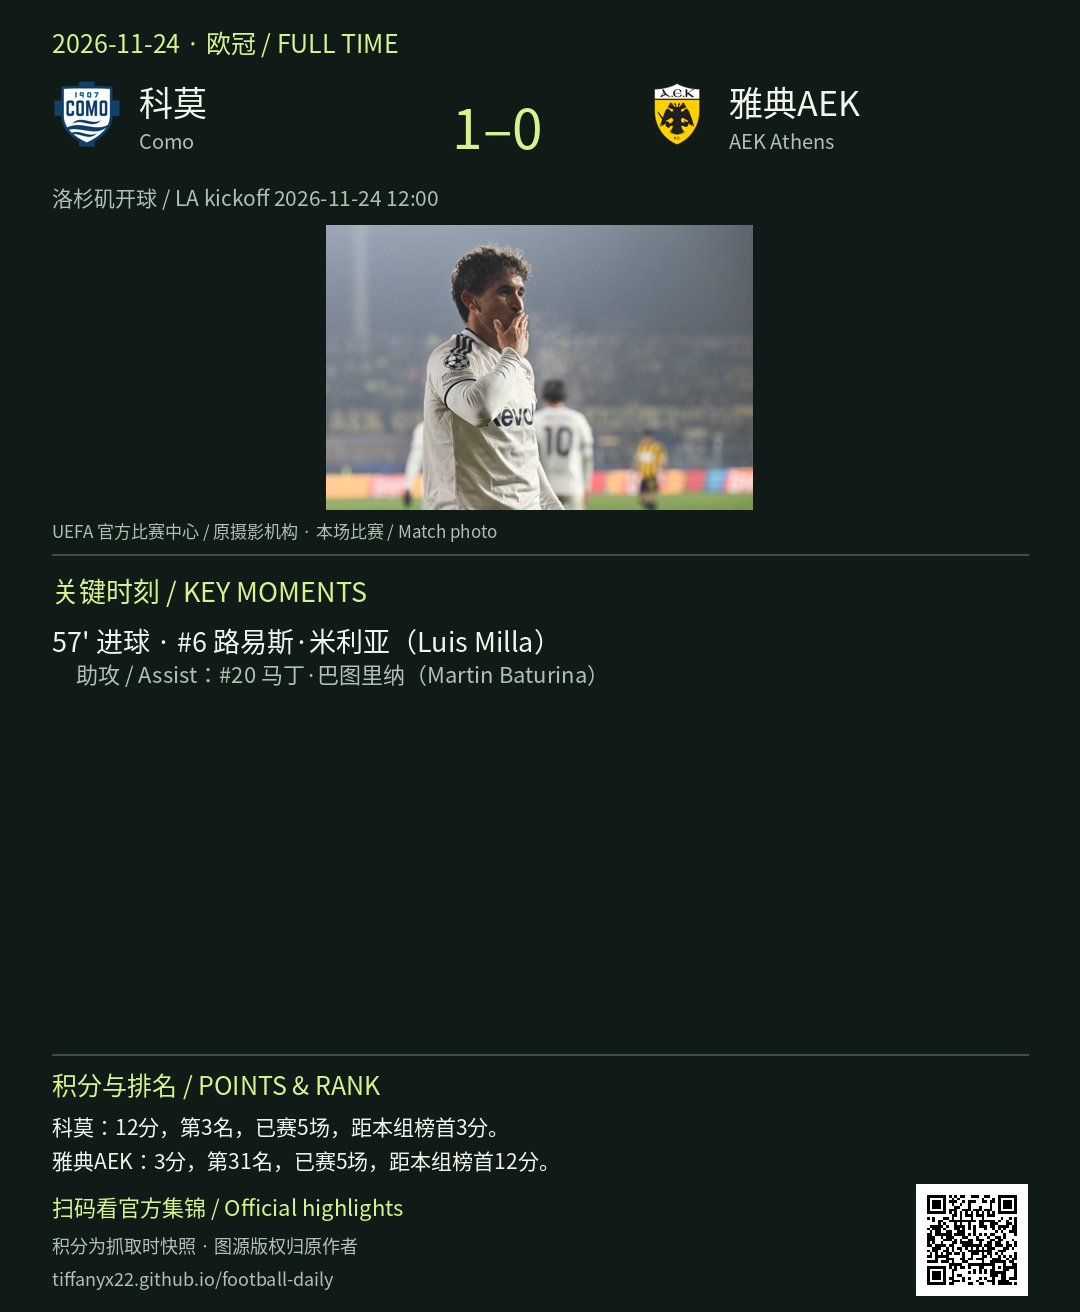 2026-11-24 · 欧冠 / FULL TIME
1907
COMO
科莫
Como
1–0
A.E.K
雅典AEK
AEK Athens
洛杉矶开球 / LA kickoff 2026-11-24 12:00
10
UEFA 官方比赛中心 / 原摄影机构 · 本场比赛 / Match photo
关键时刻 / KEY MOMENTS
57' 进球 · #6 路易斯·米利亚（Luis Milla）
助攻 / Assist：#20 马丁·巴图里纳（Martin Baturina）
积分与排名 / POINTS & RANK
科莫：12分，第3名，已赛5场，距本组榜首3分。
雅典AEK：3分，第31名，已赛5场，距本组榜首12分。
扫码看官方集锦 / Official highlights
积分为抓取时快照 · 图源版权归原作者
tiffanyx22.github.io/football-daily